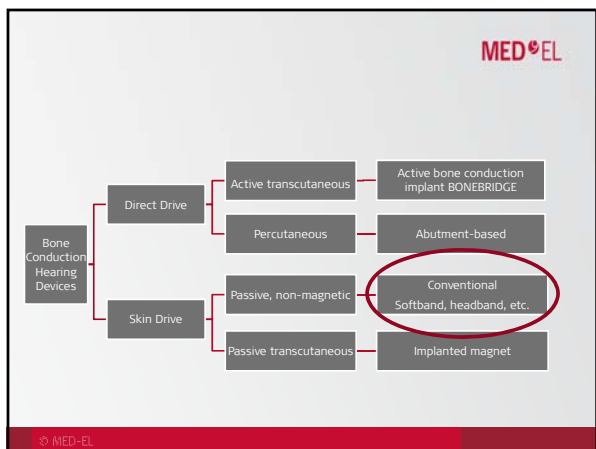 MED EL
Bone
Conduction
Hearing
Devices
Direct Drive
Active transcutaneous
Active bone conduction
implant BONEBRIDGE
Percutaneous
Abutment-based
Skin Drive
Passive, non-magnetic
Conventional
Softband, headband, etc.
Passive transcutaneous
Implanted magnet
© MED-EL